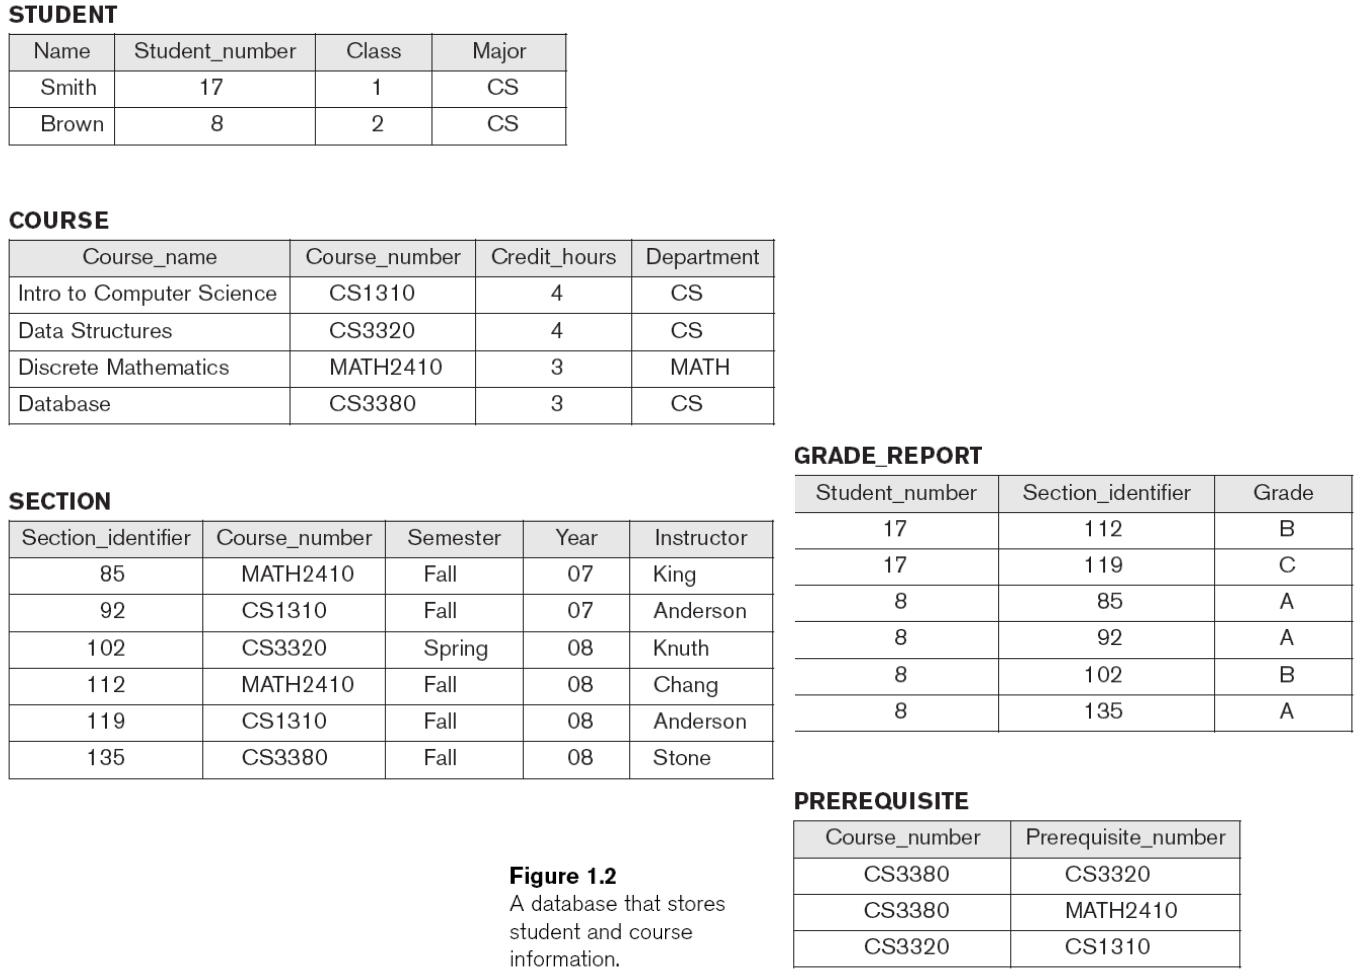 STUDENT
Name Student_number Class Major
Smith 17 1 CS
Brown 8 2 CS
COURSE
Course_name Course_number Credit_hours Department
Intro to Computer Science CS1310 4 CS
Data Structures CS3320 4 CS
Discrete Mathematics MATH2410 3 MATH
Database CS3380 3 CS
SECTION
Section_identifier Course_number Semester Year Instructor
85 MATH2410 Fall 07 King
92 CS1310 Fall 07 Anderson
102 CS3320 Spring 08 Knuth
112 MATH2410 Fall 08 Chang
119 CS1310 Fall 08 Anderson
135 CS3380 Fall 08 Stone
GRADE_REPORT
Student_number Section_identifier Grade
17 112 B
17 119 C
8 85 A
8 92 A
8 102 B
8 135 A
PREREQUISITE
Course_number Prerequisite_number
CS3380 CS3320
CS3380 MATH2410
CS3320 CS1310
Figure 1.2
A database that stores
student and course
information.